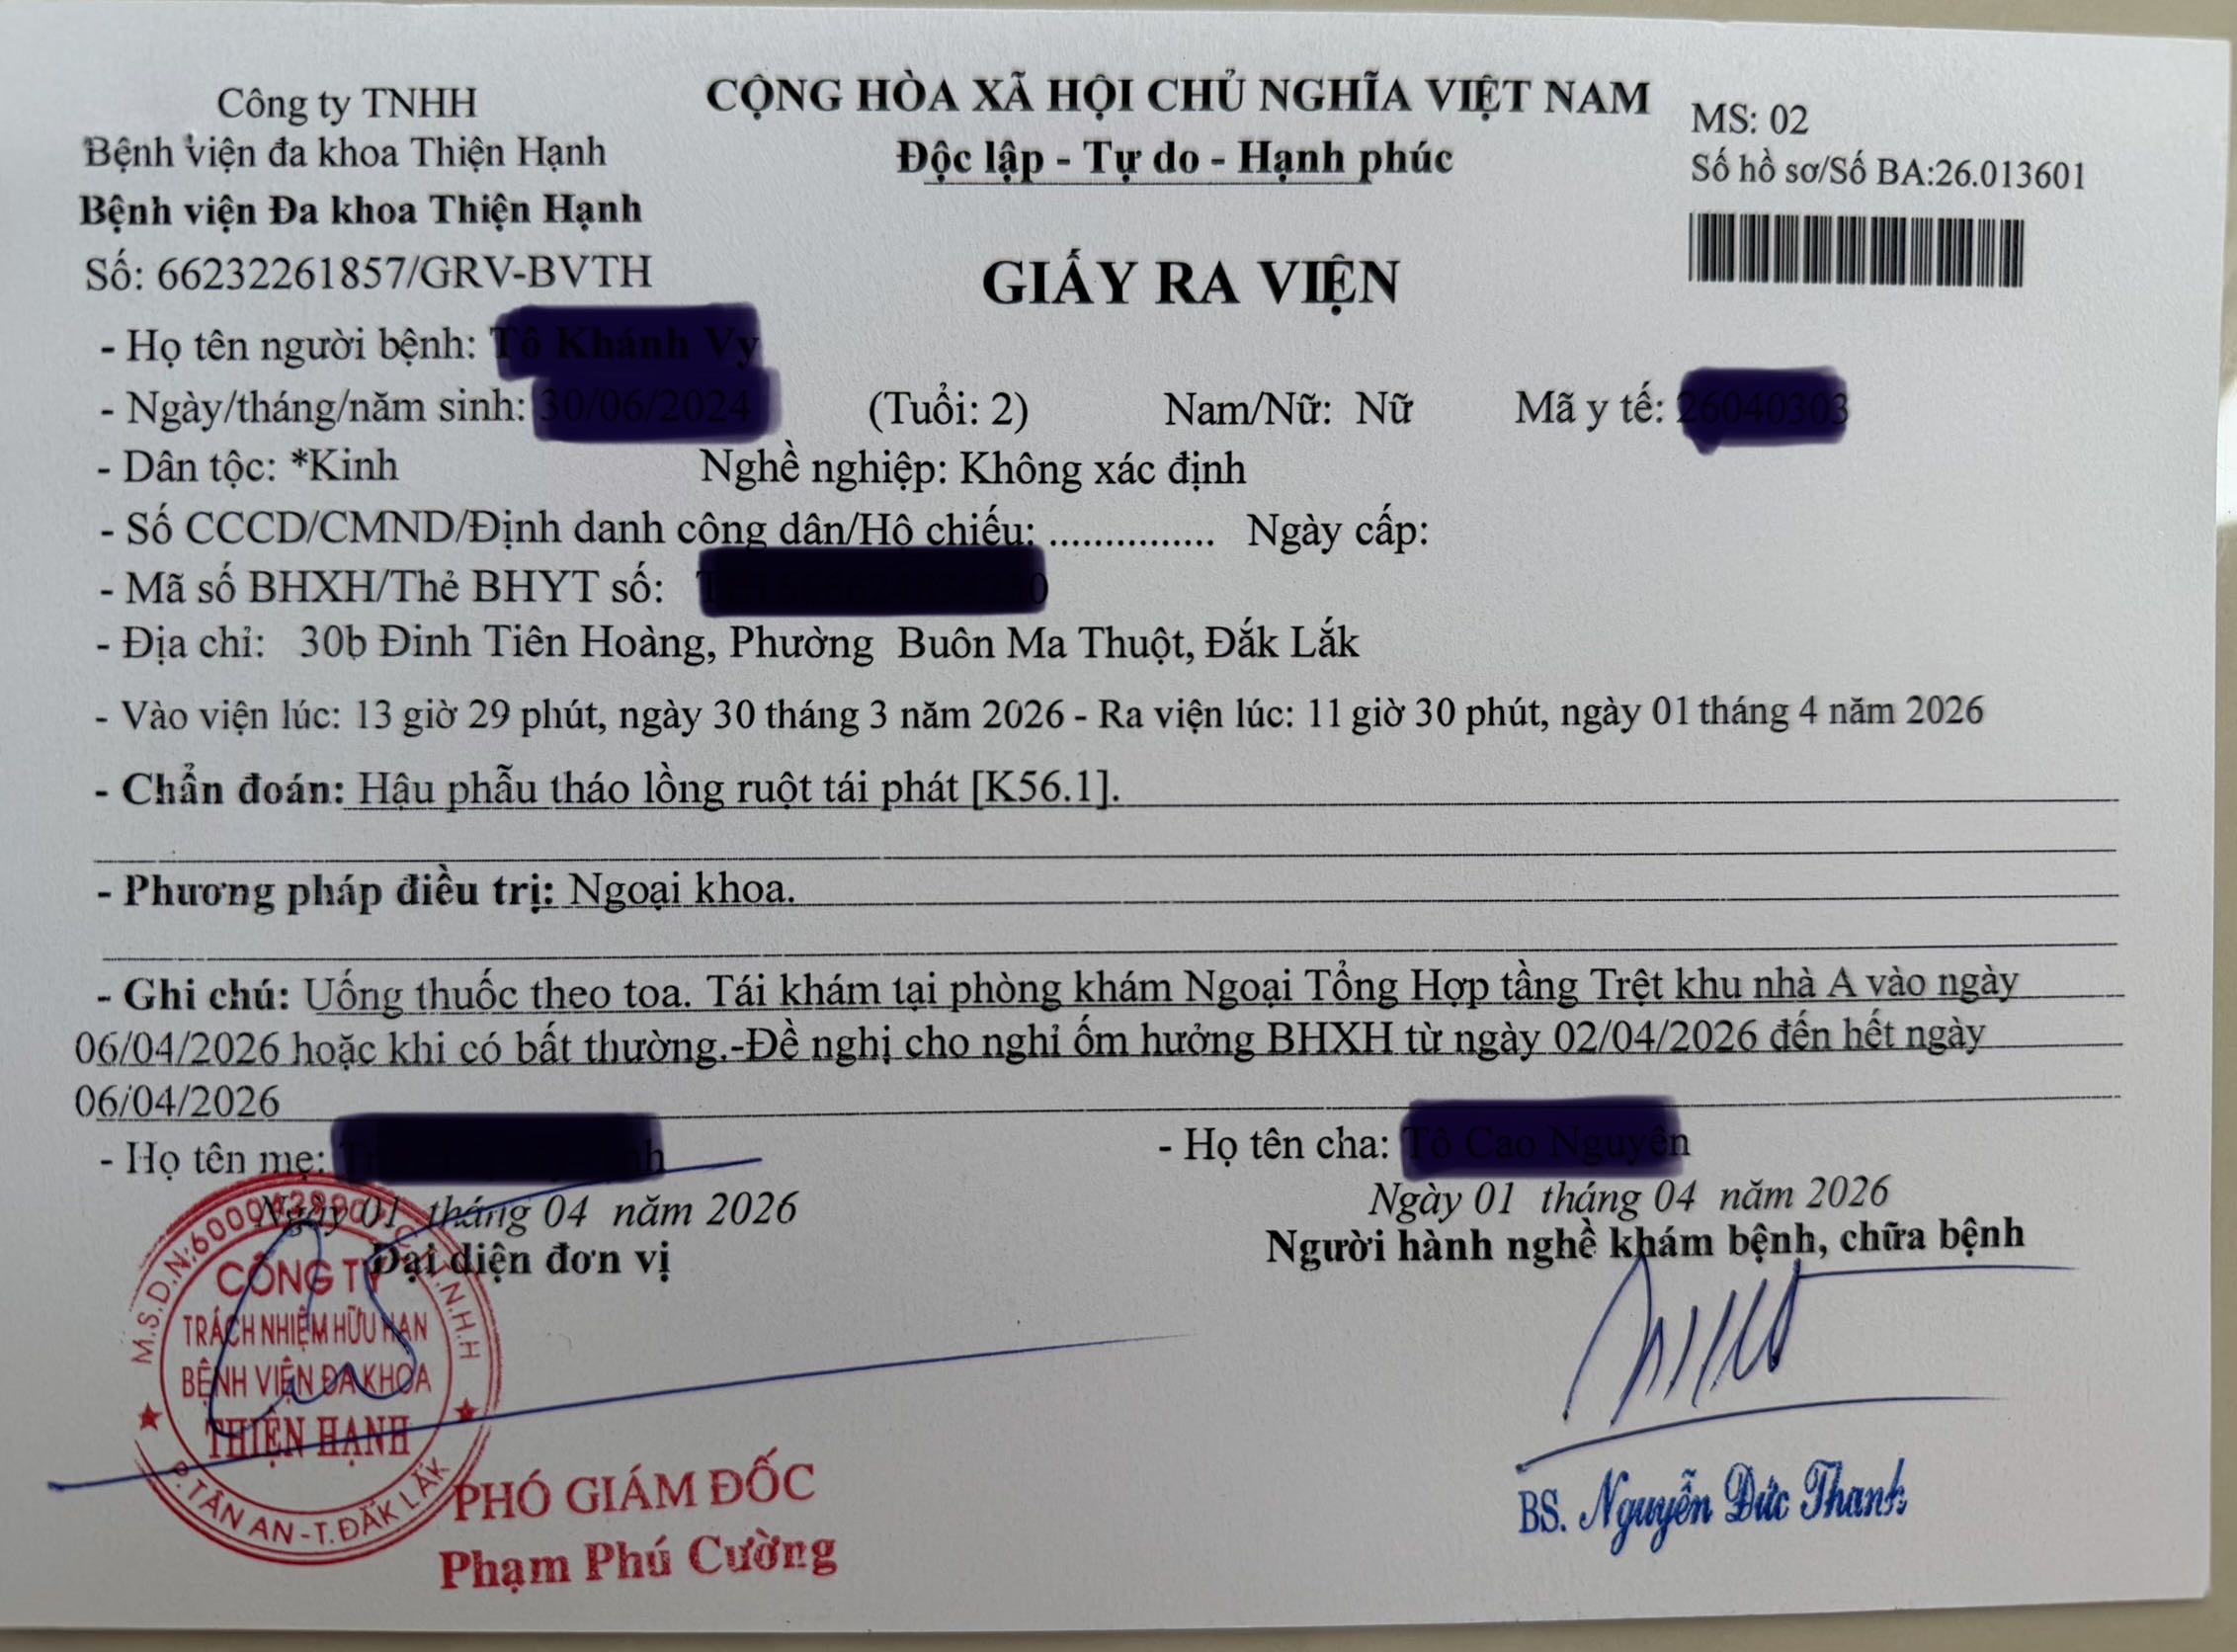 Công ty TNHH
Bệnh viện đa khoa Thiện Hạnh
Bệnh viện Đa khoa Thiện Hạnh
Số: 66232261857/GRV-BVTH
CỘNG HÒA XÃ HỘI CHỦ NGHĨA VIỆT NAM
Độc lập - Tự do - Hạnh phúc
MS: 02
Số hồ sơ/Số BA:26.013601
GIẤY RA VIỆN
- Họ tên người bệnh:
- Ngày/tháng/năm sinh: (Tuổi: 2) Nam/Nữ: Nữ Mã y tế:
- Dân tộc: *Kinh Nghề nghiệp: Không xác định
- Số CCCD/CMND/Định danh công dân/Hộ chiếu: ............... Ngày cấp:
- Mã số BHXH/Thẻ BHYT số:
- Địa chỉ: 30b Đinh Tiên Hoàng, Phường Buôn Ma Thuột, Đắk Lắk
- Vào viện lúc: 13 giờ 29 phút, ngày 30 tháng 3 năm 2026 - Ra viện lúc: 11 giờ 30 phút, ngày 01 tháng 4 năm 2026
- Chẩn đoán: Hậu phẫu tháo lồng ruột tái phát [K56.1].
- Phương pháp điều trị: Ngoại khoa.
- Ghi chú: Uống thuốc theo toa. Tái khám tại phòng khám Ngoại Tổng Hợp tầng Trệt khu nhà A vào ngày
06/04/2026 hoặc khi có bất thường.-Đề nghị cho nghỉ ốm hưởng BHXH từ ngày 02/04/2026 đến hết ngày
06/04/2026
- Họ tên mẹ:
- Họ tên cha:
Ngày 01 tháng 04 năm 2026
Đại diện đơn vị
Ngày 01 tháng 04 năm 2026
Người hành nghề khám bệnh, chữa bệnh
CÔNG TY
TRÁCH NHIỆM HỮU HẠN
BỆNH VIỆN ĐA KHOA
THIỆN HẠNH
P. TÂN AN - T. ĐẮK LẮK
PHÓ GIÁM ĐỐC
Phạm Phú Cường
BS. Nguyễn Đức Thanh